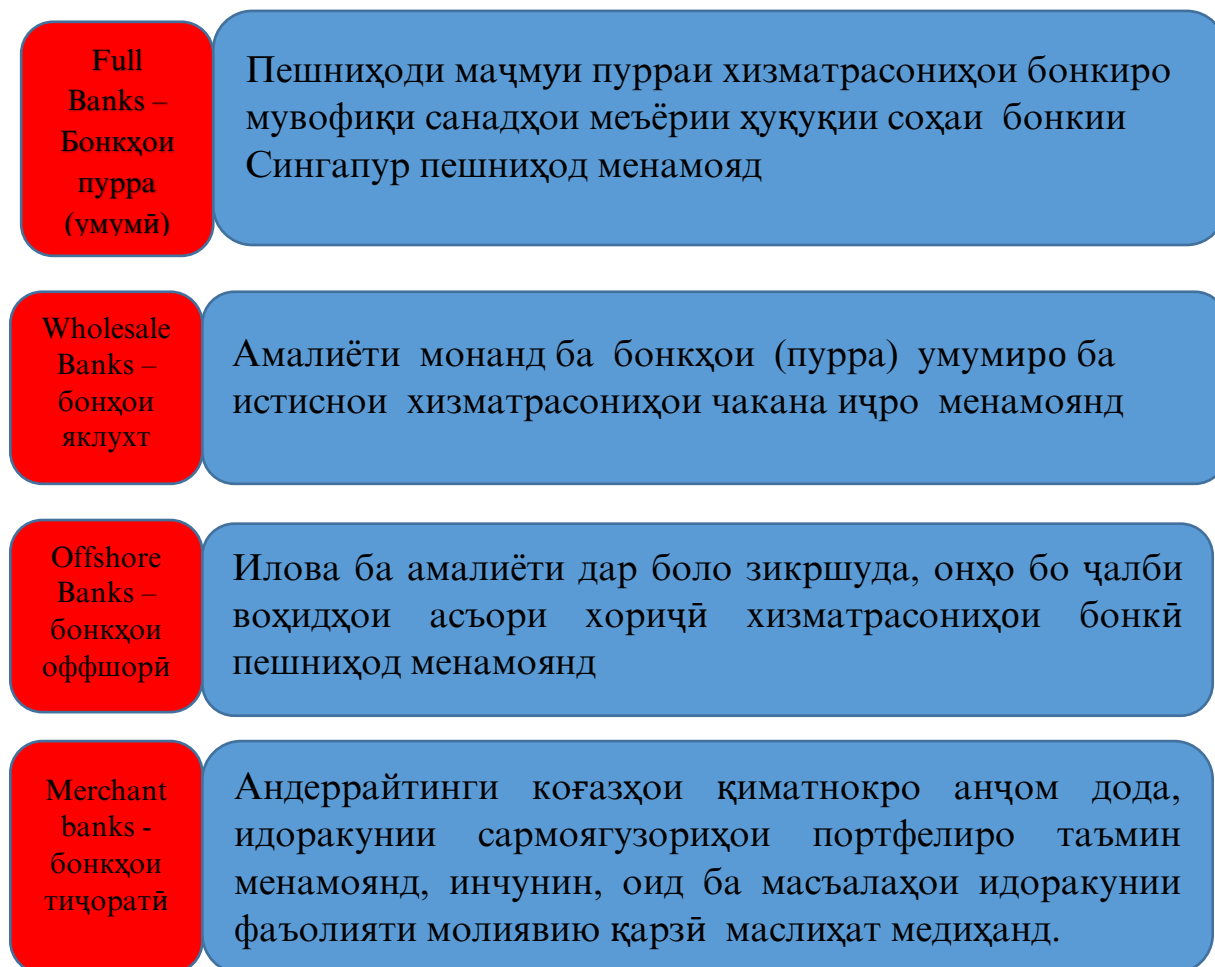 Full
Banks –
Бонкҳои
пурра
(умумӣ)
Пешниҳоди маҷмуи пурраи хизматрасониҳои бонкиро
мувофиқи санадҳои меъёрии ҳуқуқии соҳаи бонкии
Сингапур пешниҳод менамояд
Wholesale
Banks –
бонҳои
яклухт
Амалиёти монанд ба бонкҳои (пурра) умумиро ба
истиснои хизматрасониҳои чакана иҷро менамоянд
Offshore
Banks –
бонкҳои
оффшорӣ
Илова ба амалиёти дар боло зикршуда, онҳо бо ҷалби
воҳидҳои асъори хориҷӣ хизматрасониҳои бонкӣ
пешниҳод менамоянд
Merchant
banks -
бонкҳои
тиҷоратӣ
Андеррайтинги коғазҳои қиматнокро анҷом дода,
идоракунии сармоягузориҳои портфелиро таъмин
менамоянд, инчунин, оид ба масъалаҳои идоракунии
фаъолияти молиявию қарзӣ маслиҳат медиҳанд.